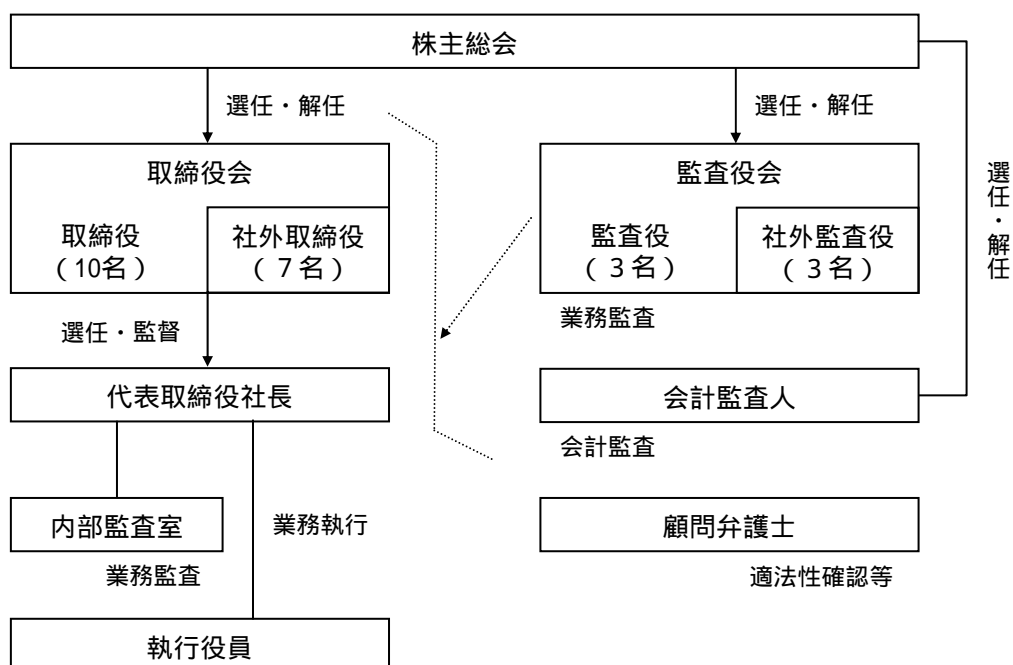 株主総会
選任・解任
選任・解任
取締役会
監査役会
選任・解任
取締役
（10名）
社外取締役
（７名）
監査役
（３名）
社外監査役
（３名）
業務監査
選任・監督
代表取締役社長
会計監査人
会計監査
内部監査室
業務執行
顧問弁護士
業務監査
適法性確認等
執行役員